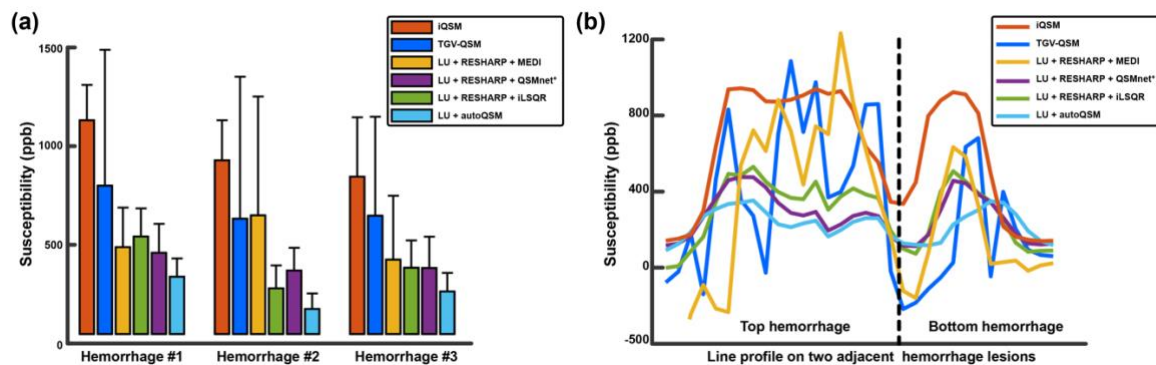 (a)
1500
1000
500
0
Susceptibility (ppb)
iQSM
TGV-QSM
LU + RESHARP + MEDI
LU + RESHARP + QSMnet⁺
LU + RESHARP + iLSQR
LU + autoQSM
Hemorrhage #1
Hemorrhage #2
Hemorrhage #3
(b)
1200
800
400
0
-500
Susceptibility (ppb)
iQSM
TGV-QSM
LU + RESHARP + MEDI
LU + RESHARP + QSMnet⁺
LU + RESHARP + iLSQR
LU + autoQSM
Top hemorrhage
Bottom hemorrhage
Line profile on two adjacent hemorrhage lesions